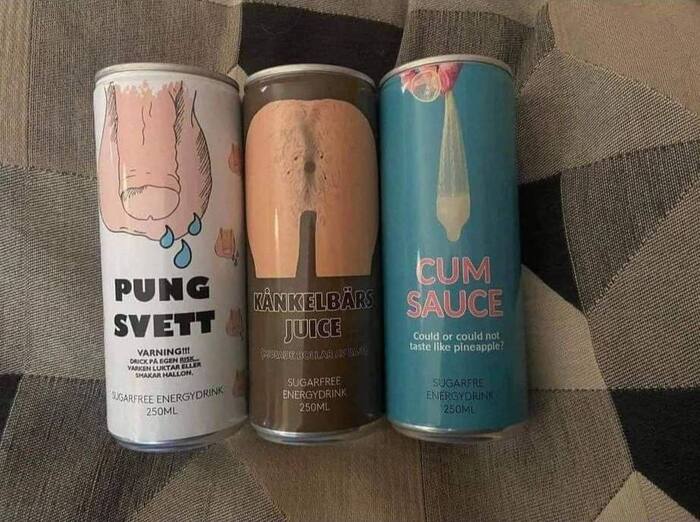 PUNG
SVETT
VARNING!!!
DRICK PÅ EGEN RISK...
VARKEN LUKTAR ELLER
SMAKAR HALLON.
SUGARFREE ENERGYDRINK
250ML
KÅNKELBÄRS
JUICE
SUGARFREE
ENERGYDRINK
250ML
CUM
SAUCE
Could or could not
taste like pineapple?
SUGARFRE
ENERGYDRINK
250ML